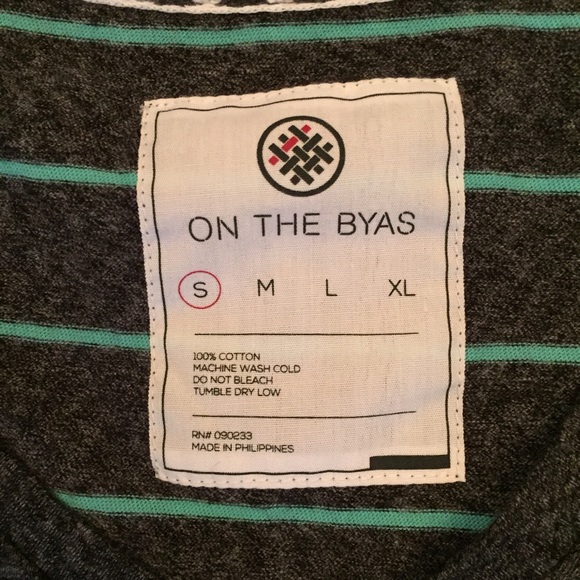 ON THE BYAS
S M L XL
100% COTTON
MACHINE WASH COLD
DO NOT BLEACH
TUMBLE DRY LOW
RN# 090233
MADE IN PHILIPPINES